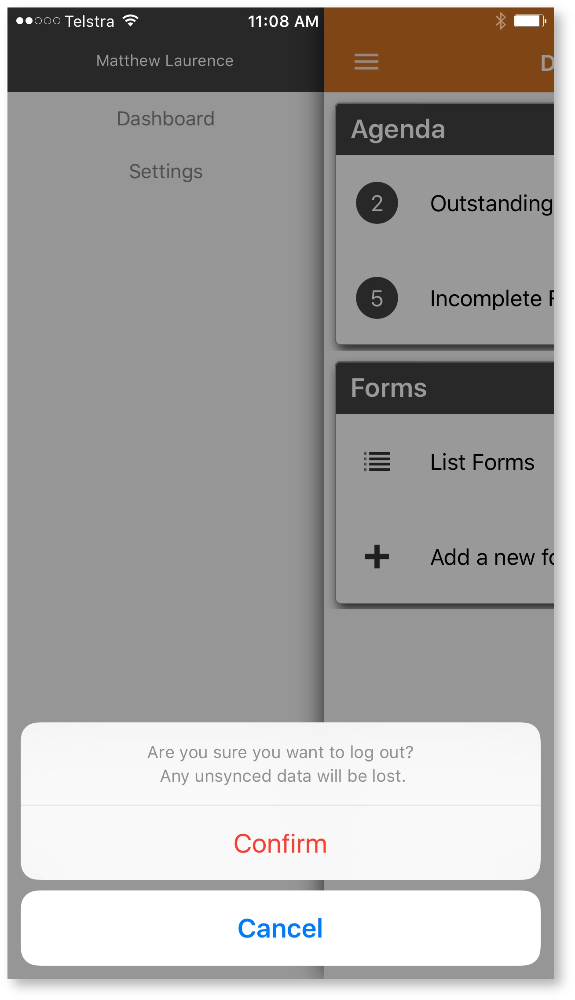 Telstra 11:08 AM
Matthew Laurence
D
Dashboard
Settings
Agenda
2 Outstanding
5 Incomplete F
Forms
List Forms
Add a new fo
Are you sure you want to log out?
Any unsynced data will be lost.
Confirm
Cancel